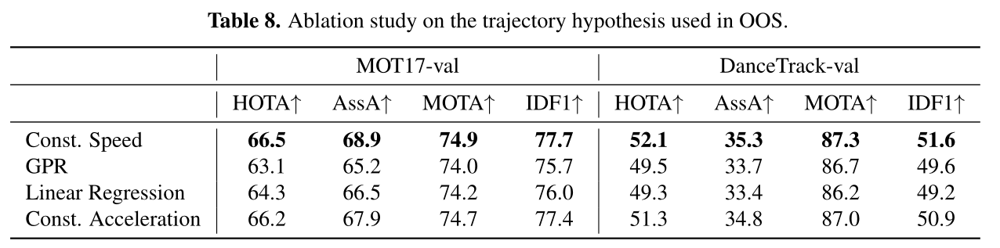 Table 8. Ablation study on the trajectory hypothesis used in OOS.
MOT17-val DanceTrack-val
HOTA↑ AssA↑ MOTA↑ IDF1↑ HOTA↑ AssA↑ MOTA↑ IDF1↑
Const. Speed 66.5 68.9 74.9 77.7 52.1 35.3 87.3 51.6
GPR 63.1 65.2 74.0 75.7 49.5 33.7 86.7 49.6
Linear Regression 64.3 66.5 74.2 76.0 49.3 33.4 86.2 49.2
Const. Acceleration 66.2 67.9 74.7 77.4 51.3 34.8 87.0 50.9